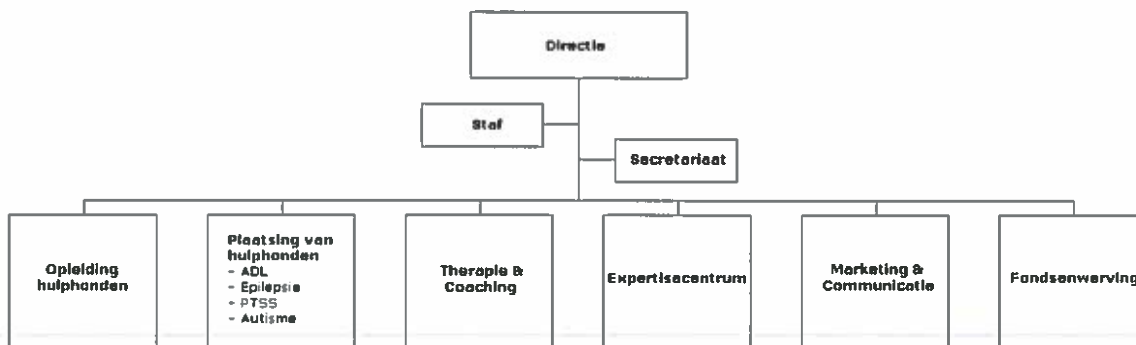 Directie
Staf
Secretariaat
Opleiding
hulphonden
Plaatsing van
hulphonden
- ADL
- Epilepsie
- PTSS
- Autisme
Therapie &
Coaching
Expertisecentrum
Marketing &
Communicatie
Fondsenwerving